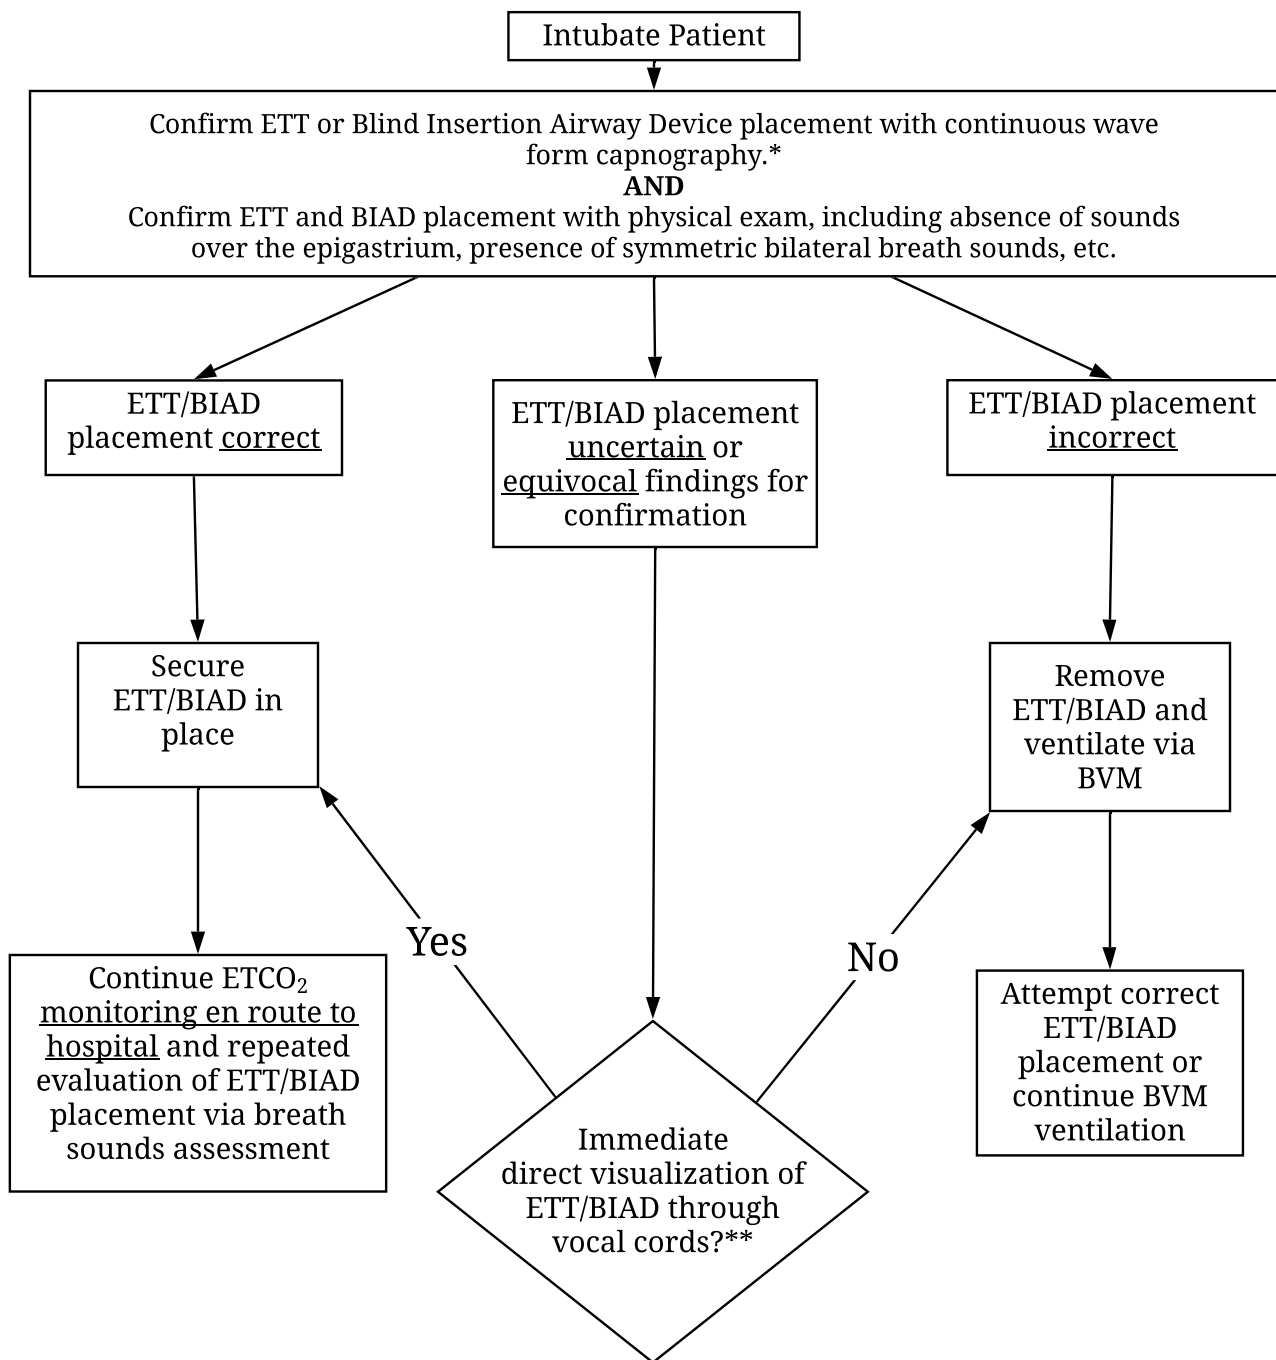 Intubate Patient
Confirm ETT or Blind Insertion Airway Device placement with continuous wave
form capnography.*
AND
Confirm ETT and BIAD placement with physical exam, including absence of sounds
over the epigastrium, presence of symmetric bilateral breath sounds, etc.
ETT/BIAD
placement correct
ETT/BIAD placement
uncertain or
equivocal findings for
confirmation
ETT/BIAD placement
incorrect
Secure
ETT/BIAD in
place
Remove
ETT/BIAD and
ventilate via
BVM
Yes
No
Continue ETCO₂
monitoring en route to
hospital and repeated
evaluation of ETT/BIAD
placement via breath
sounds assessment
Immediate
direct visualization of
ETT/BIAD through
vocal cords?**
Attempt correct
ETT/BIAD
placement or
continue BVM
ventilation